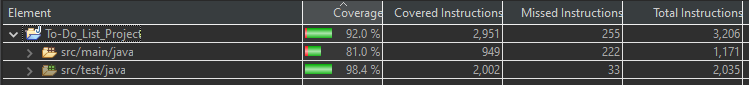 Element Coverage Covered Instructions Missed Instructions Total Instructions
To-Do_List_Project 92.0 % 2,951 255 3,206
src/main/java 81.0 % 949 222 1,171
src/test/java 98.4 % 2,002 33 2,035